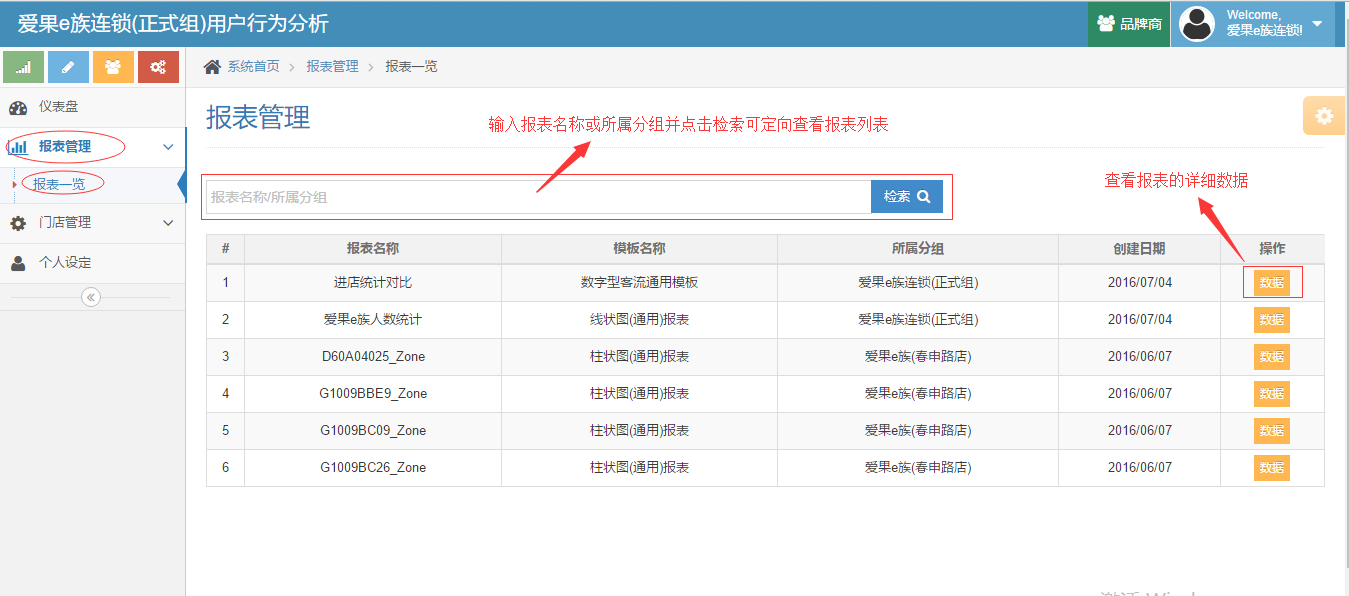 爱果e族连锁(正式组)用户行为分析
品牌商
Welcome,
爱果e族连锁!
系统首页 > 报表管理 > 报表一览
仪表盘
报表管理
报表一览
门店管理
个人设定
报表管理
输入报表名称或所属分组并点击检索可定向查看报表列表
查看报表的详细数据
报表名称/所属分组 检索
# 报表名称 模板名称 所属分组 创建日期 操作
1 进店统计对比 数字型客流通用模板 爱果e族连锁(正式组) 2016/07/04 数据
2 爱果e族人数统计 线状图(通用)报表 爱果e族连锁(正式组) 2016/07/04 数据
3 D60A04025_Zone 柱状图(通用)报表 爱果e族(春申路店) 2016/06/07 数据
4 G1009BBE9_Zone 柱状图(通用)报表 爱果e族(春申路店) 2016/06/07 数据
5 G1009BC09_Zone 柱状图(通用)报表 爱果e族(春申路店) 2016/06/07 数据
6 G1009BC26_Zone 柱状图(通用)报表 爱果e族(春申路店) 2016/06/07 数据